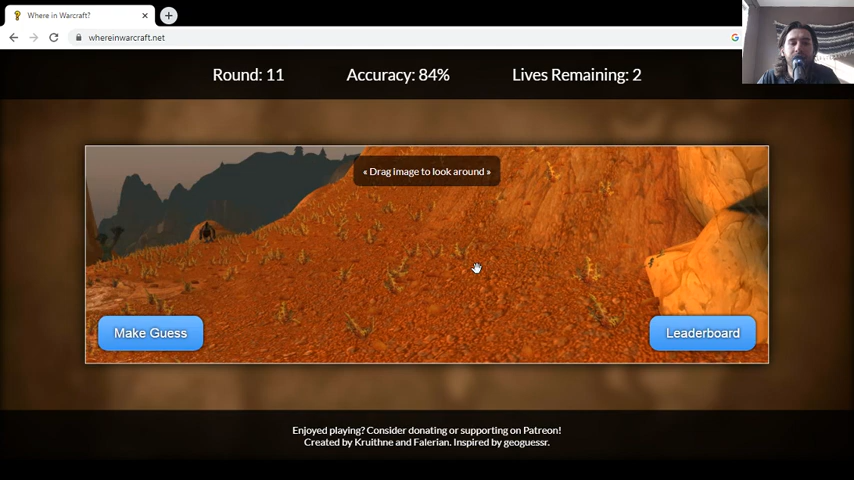 Where in Warcraft?
whereinwarcraft.net
Round: 11
Accuracy: 84%
Lives Remaining: 2
« Drag image to look around »
Make Guess
Leaderboard
Enjoyed playing? Consider donating or supporting on Patreon!
Created by Kruithne and Falerian. Inspired by geoguessr.